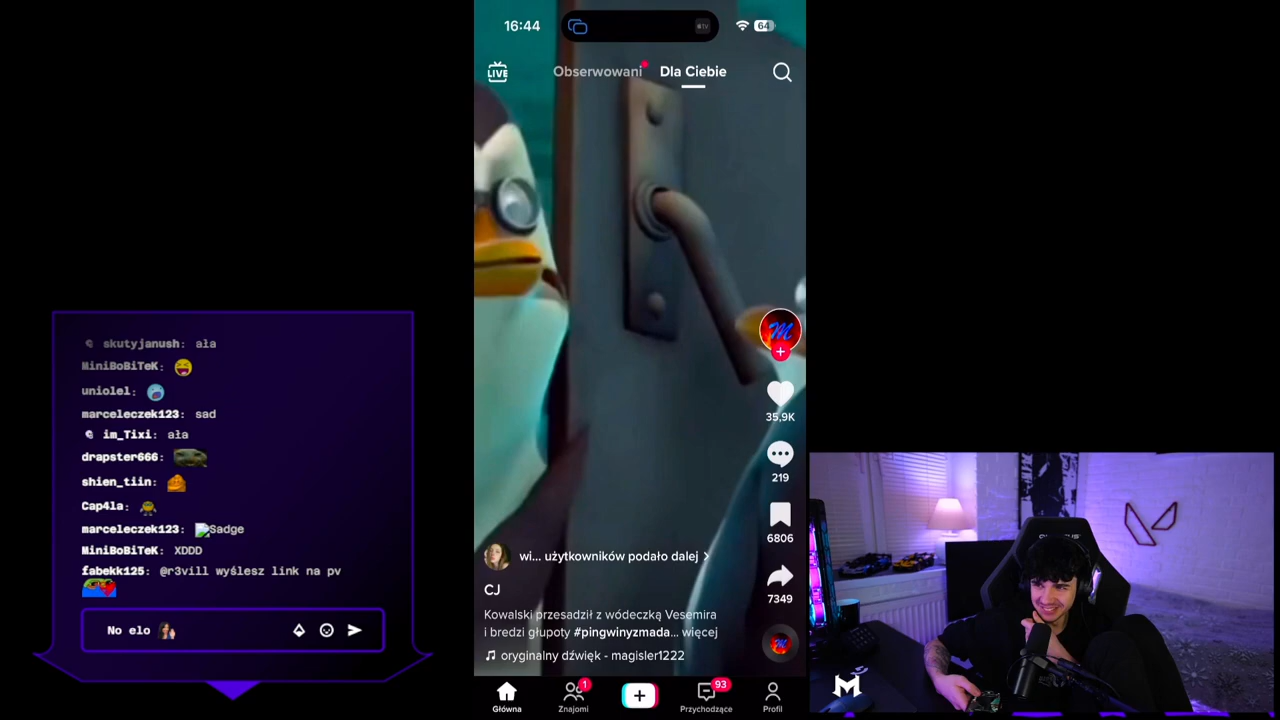 skutyjanush: ała
MiniBoBiTeK:
uniolel:
marceleczek123: sad
im_Tixi: ała
drapster666:
shien_tiin:
Cap4la:
marceleczek123: Sadge
MiniBoBiTeK: XDDD
fabekk125: @r3vill wyślesz link na pv
No elo
16:44
tv
64
LIVE
Obserwowani
Dla Ciebie
35,9K
219
6806
7349
wi... użytkowników podało dalej
CJ
Kowalski przesadził z wódeczką Vesemira
i bredzi głupoty #pingwinyzmada... więcej
oryginalny dźwięk - magisler1222
Główna
1
Znajomi
93
Przychodzące
Profil
M